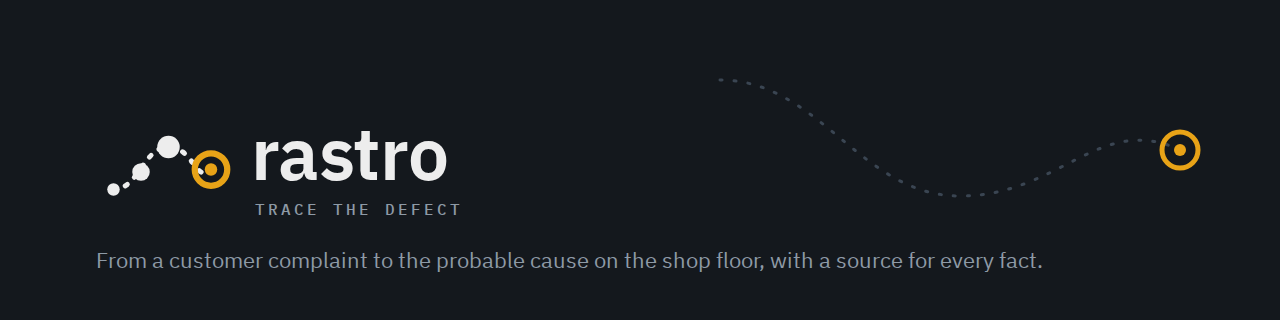 rastro
TRACE THE DEFECT
From a customer complaint to the probable cause on the shop floor, with a source for every fact.